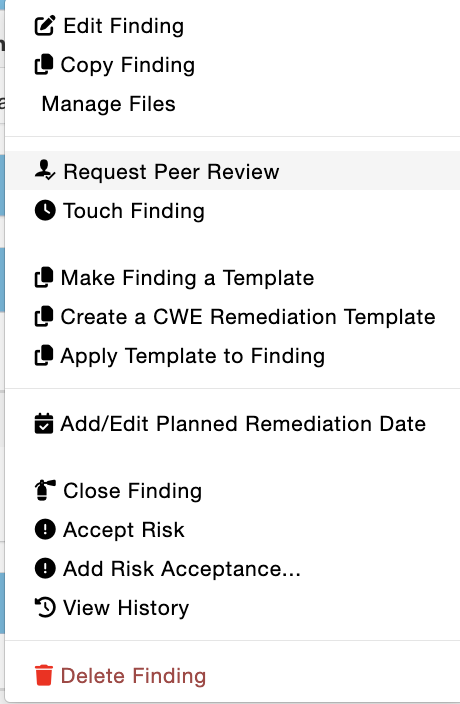 Edit Finding
Copy Finding
Manage Files
Request Peer Review
Touch Finding
Make Finding a Template
Create a CWE Remediation Template
Apply Template to Finding
Add/Edit Planned Remediation Date
Close Finding
Accept Risk
Add Risk Acceptance...
View History
Delete Finding